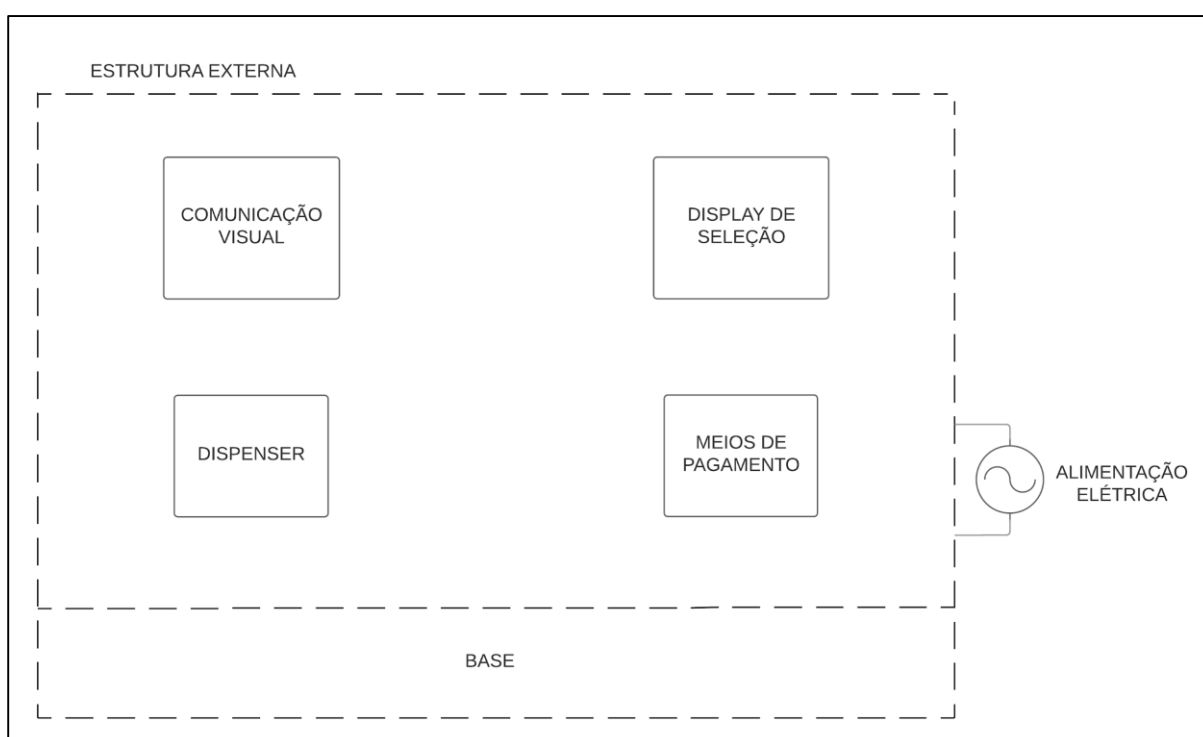 ESTRUTURA EXTERNA
COMUNICAÇÃO
VISUAL
DISPLAY DE
SELEÇÃO
DISPENSER
MEIOS DE
PAGAMENTO
ALIMENTAÇÃO
ELÉTRICA
BASE